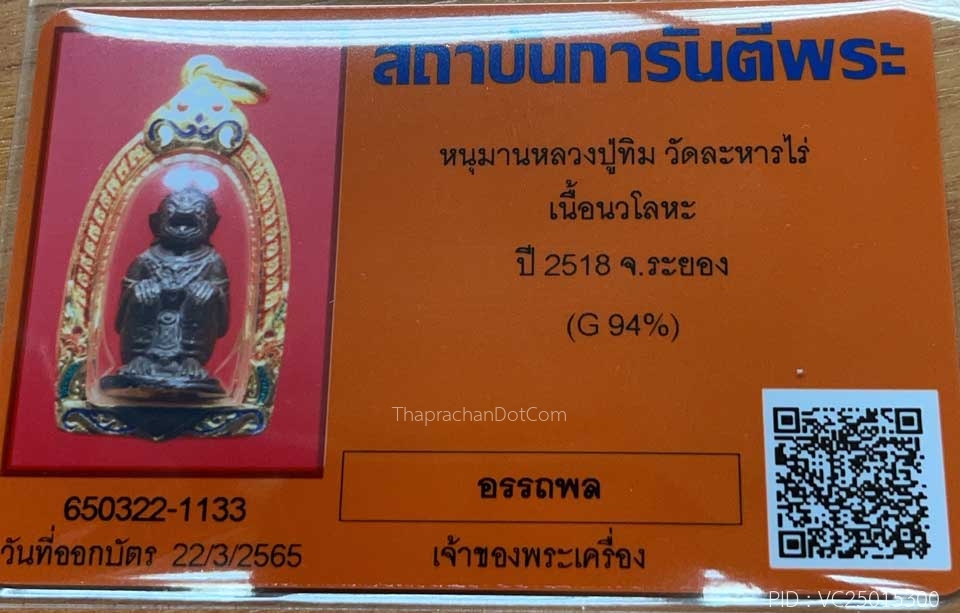 สถาบันการันตีพระ
หนุมานหลวงปู่ทิม วัดละหารไร่
เนื้อนวโลหะ
ปี 2518 จ.ระยอง
(G 94%)
ThaprachanDotCom
อรรถพล
650322-1133
วันที่ออกบัตร 22/3/2565
เจ้าของพระเครื่อง
PID : VC25015300